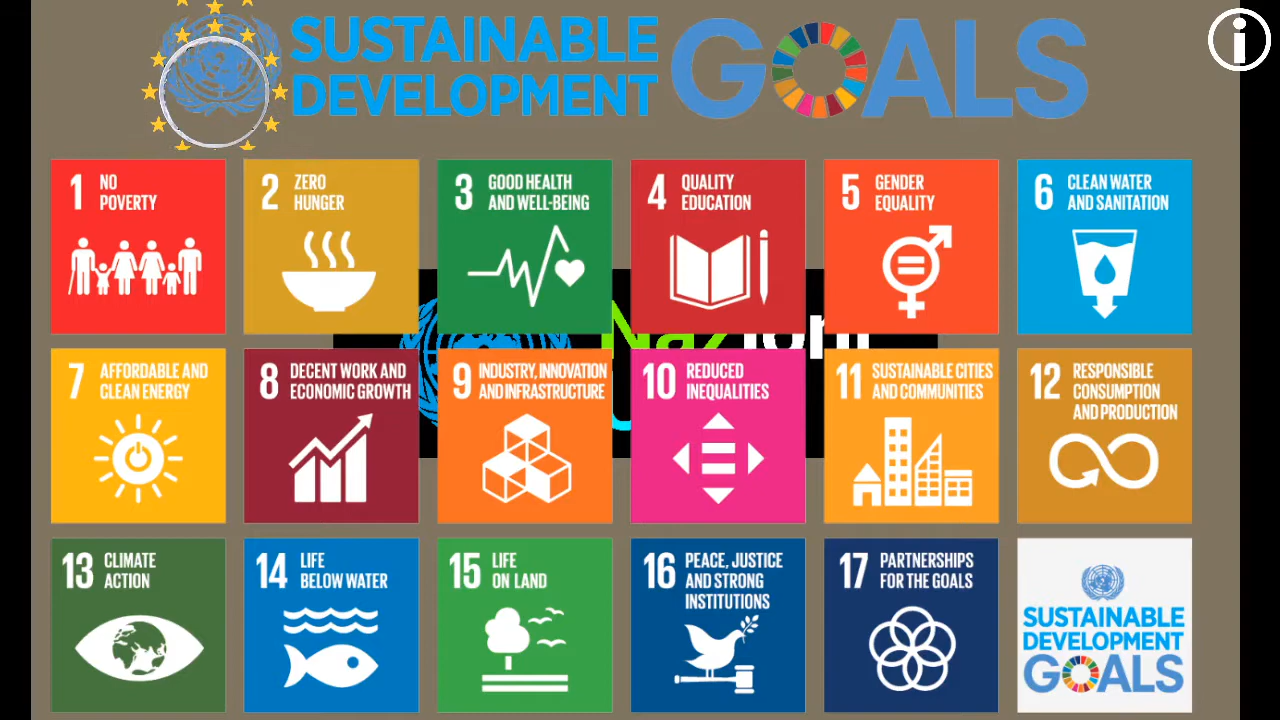 SUSTAINABLE
DEVELOPMENT
GOALS
i
1 NO
POVERTY
2 ZERO
HUNGER
3 GOOD HEALTH
AND WELL-BEING
4 QUALITY
EDUCATION
5 GENDER
EQUALITY
6 CLEAN WATER
AND SANITATION
7 AFFORDABLE AND
CLEAN ENERGY
8 DECENT WORK AND
ECONOMIC GROWTH
9 INDUSTRY, INNOVATION
AND INFRASTRUCTURE
10 REDUCED
INEQUALITIES
11 SUSTAINABLE CITIES
AND COMMUNITIES
12 RESPONSIBLE
CONSUMPTION
AND PRODUCTION
13 CLIMATE
ACTION
14 LIFE
BELOW WATER
15 LIFE
ON LAND
16 PEACE, JUSTICE
AND STRONG
INSTITUTIONS
17 PARTNERSHIPS
FOR THE GOALS
SUSTAINABLE
DEVELOPMENT
GOALS